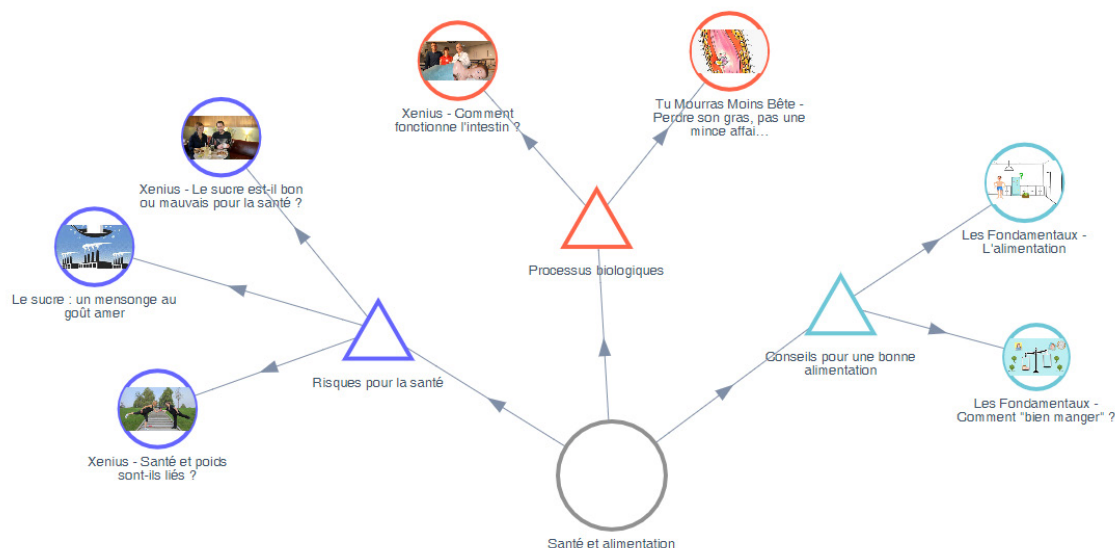 Xenius - Comment
fonctionne l'intestin ?
Tu Mourras Moins Bête -
Perdre son gras, pas une
mince affai...
Xenius - Le sucre est-il bon
ou mauvais pour la santé ?
Les Fondamentaux -
L'alimentation
Processus biologiques
Le sucre : un mensonge au
goût amer
Risques pour la santé
Conseils pour une bonne
alimentation
Les Fondamentaux -
Comment "bien manger" ?
Xenius - Santé et poids
sont-ils liés ?
Santé et alimentation